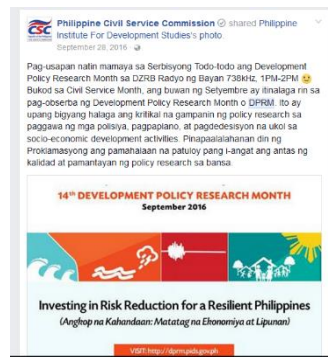 Philippine Civil Service Commission shared Philippine
Institute For Development Studies's photo
September 28, 2016
CSC
Pag-usapan natin mamaya sa Serbisyong Todo-todo ang Development
Policy Research Month sa DZRB Radyo ng Bayan 738kHz, 1PM-2PM
Bukod sa Civil Service Month, ang buwan ng Setyembre ay itinalaga rin sa
pag-obserba ng Development Policy Research Month o DPRM. Ito ay
upang bigyang halaga ang kritikal na gampanin ng policy research sa
paggawa ng mga polisiya, pagpaplano, at pagdedesisyon na ukol sa
socio-economic development activities. Pinapaalalahanan din ng
Proklamasyong ang pamahalaan na patuloy pang i-angat ang antas ng
kalidad at pamantayan ng policy research sa bansa.
14th DEVELOPMENT POLICY RESEARCH MONTH
September 2016
Investing in Risk Reduction for a Resilient Philippines
(Angkop na Kahandaan: Matatag na Ekonomiya at Lipunan)
VISIT: http://dprm.pids.gov.ph